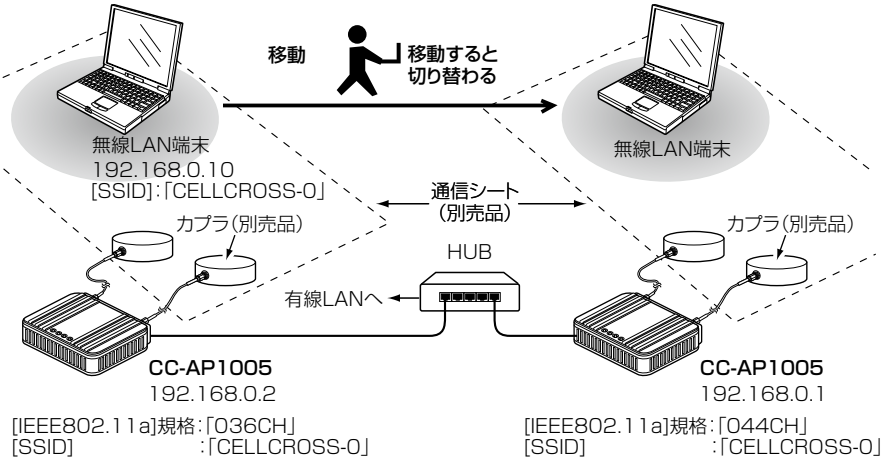 移動
移動すると
切り替わる
無線LAN端末
192.168.0.10
[SSID]:「CELLCROSS-0」
無線LAN端末
通信シート
(別売品)
カプラ(別売品)
カプラ(別売品)
HUB
有線LANへ
CC-AP1005
192.168.0.2
CC-AP1005
192.168.0.1
[IEEE802.11a]規格:「036CH」
[SSID] :「CELLCROSS-0」
[IEEE802.11a]規格:「044CH」
[SSID] :「CELLCROSS-0」